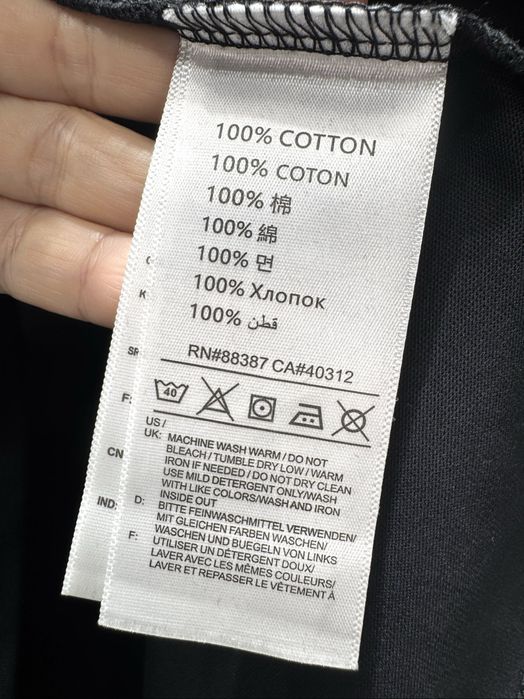 100% COTTON
100% COTON
100% 棉
100% 綿
100% 면
100% Хлопок
100% قطن
RN#88387 CA#40312
40
US /
UK: MACHINE WASH WARM / DO NOT
BLEACH / TUMBLE DRY LOW / WARM
IRON IF NEEDED / DO NOT DRY CLEAN
USE MILD DETERGENT ONLY/WASH
WITH LIKE COLORS/WASH AND IRON
INSIDE OUT
D: BITTE FEINWASCHMITTEL VERWENDEN/
MIT GLEICHEN FARBEN WASCHEN/
F: WASCHEN UND BUEGELN VON LINKS
UTILISER UN DÉTERGENT DOUX/
LAVER AVEC LES MÊMES COULEURS/
LAVER ET REPASSER LE VÊTEMENT À
K
SP
F:
CN
IND: